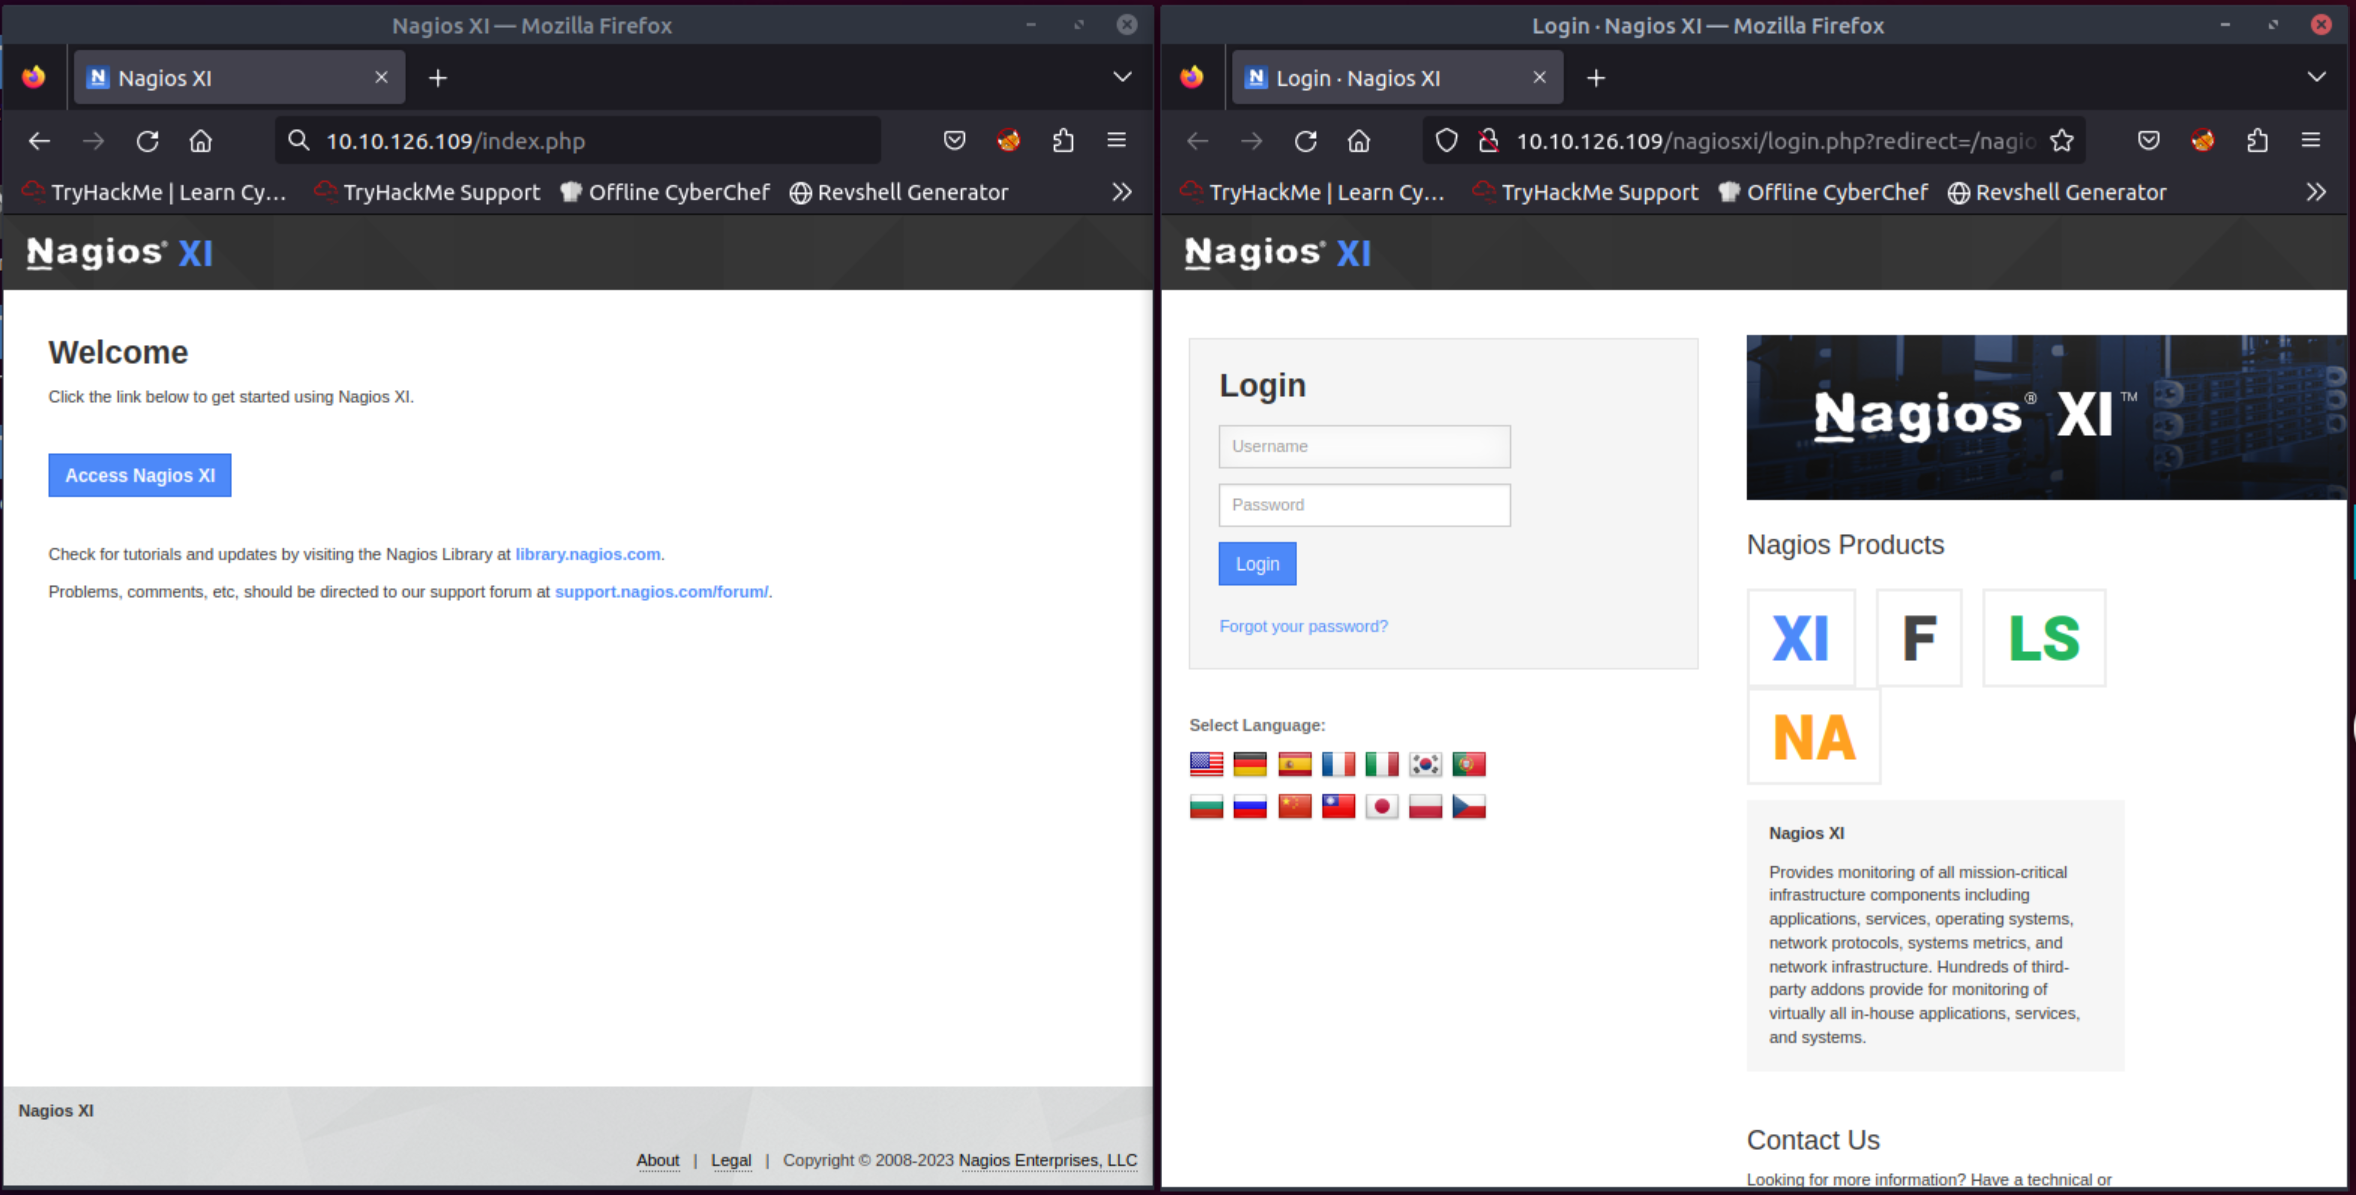 Nagios XI — Mozilla Firefox
Nagios XI
10.10.126.109/index.php
TryHackMe | Learn Cy… TryHackMe Support Offline CyberChef Revshell Generator
Nagios® XI
Welcome
Click the link below to get started using Nagios XI.
Access Nagios XI
Check for tutorials and updates by visiting the Nagios Library at library.nagios.com.
Problems, comments, etc, should be directed to our support forum at support.nagios.com/forum/.
Nagios XI
About | Legal | Copyright © 2008-2023 Nagios Enterprises, LLC
Login · Nagios XI — Mozilla Firefox
Login · Nagios XI
10.10.126.109/nagiosxi/login.php?redirect=/nagio
TryHackMe | Learn Cy… TryHackMe Support Offline CyberChef Revshell Generator
Nagios® XI
Login
Username
Password
Login
Forgot your password?
Select Language:
Nagios® XI™
Nagios Products
XI F LS
NA
Nagios XI
Provides monitoring of all mission-critical
infrastructure components including
applications, services, operating systems,
network protocols, systems metrics, and
network infrastructure. Hundreds of third-
party addons provide for monitoring of
virtually all in-house applications, services,
and systems.
Contact Us
Looking for more information? Have a technical or